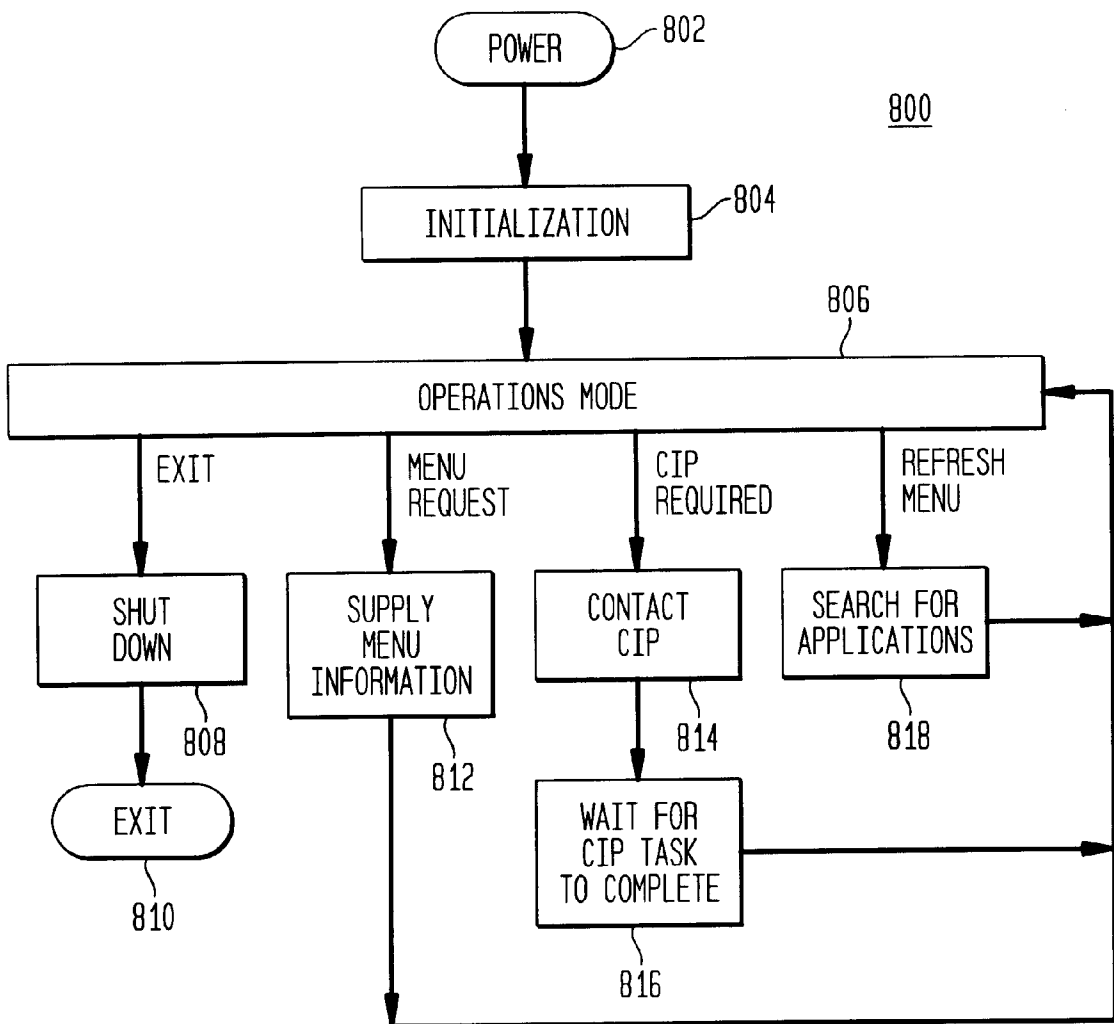 POWER
802
800
INITIALIZATION
804
806
OPERATIONS MODE
EXIT
MENU
REQUEST
CIP
REQUIRED
REFRESH
MENU
SHUT
DOWN
808
SUPPLY
MENU
INFORMATION
812
CONTACT
CIP
814
SEARCH FOR
APPLICATIONS
818
EXIT
810
WAIT FOR
CIP TASK
TO COMPLETE
816